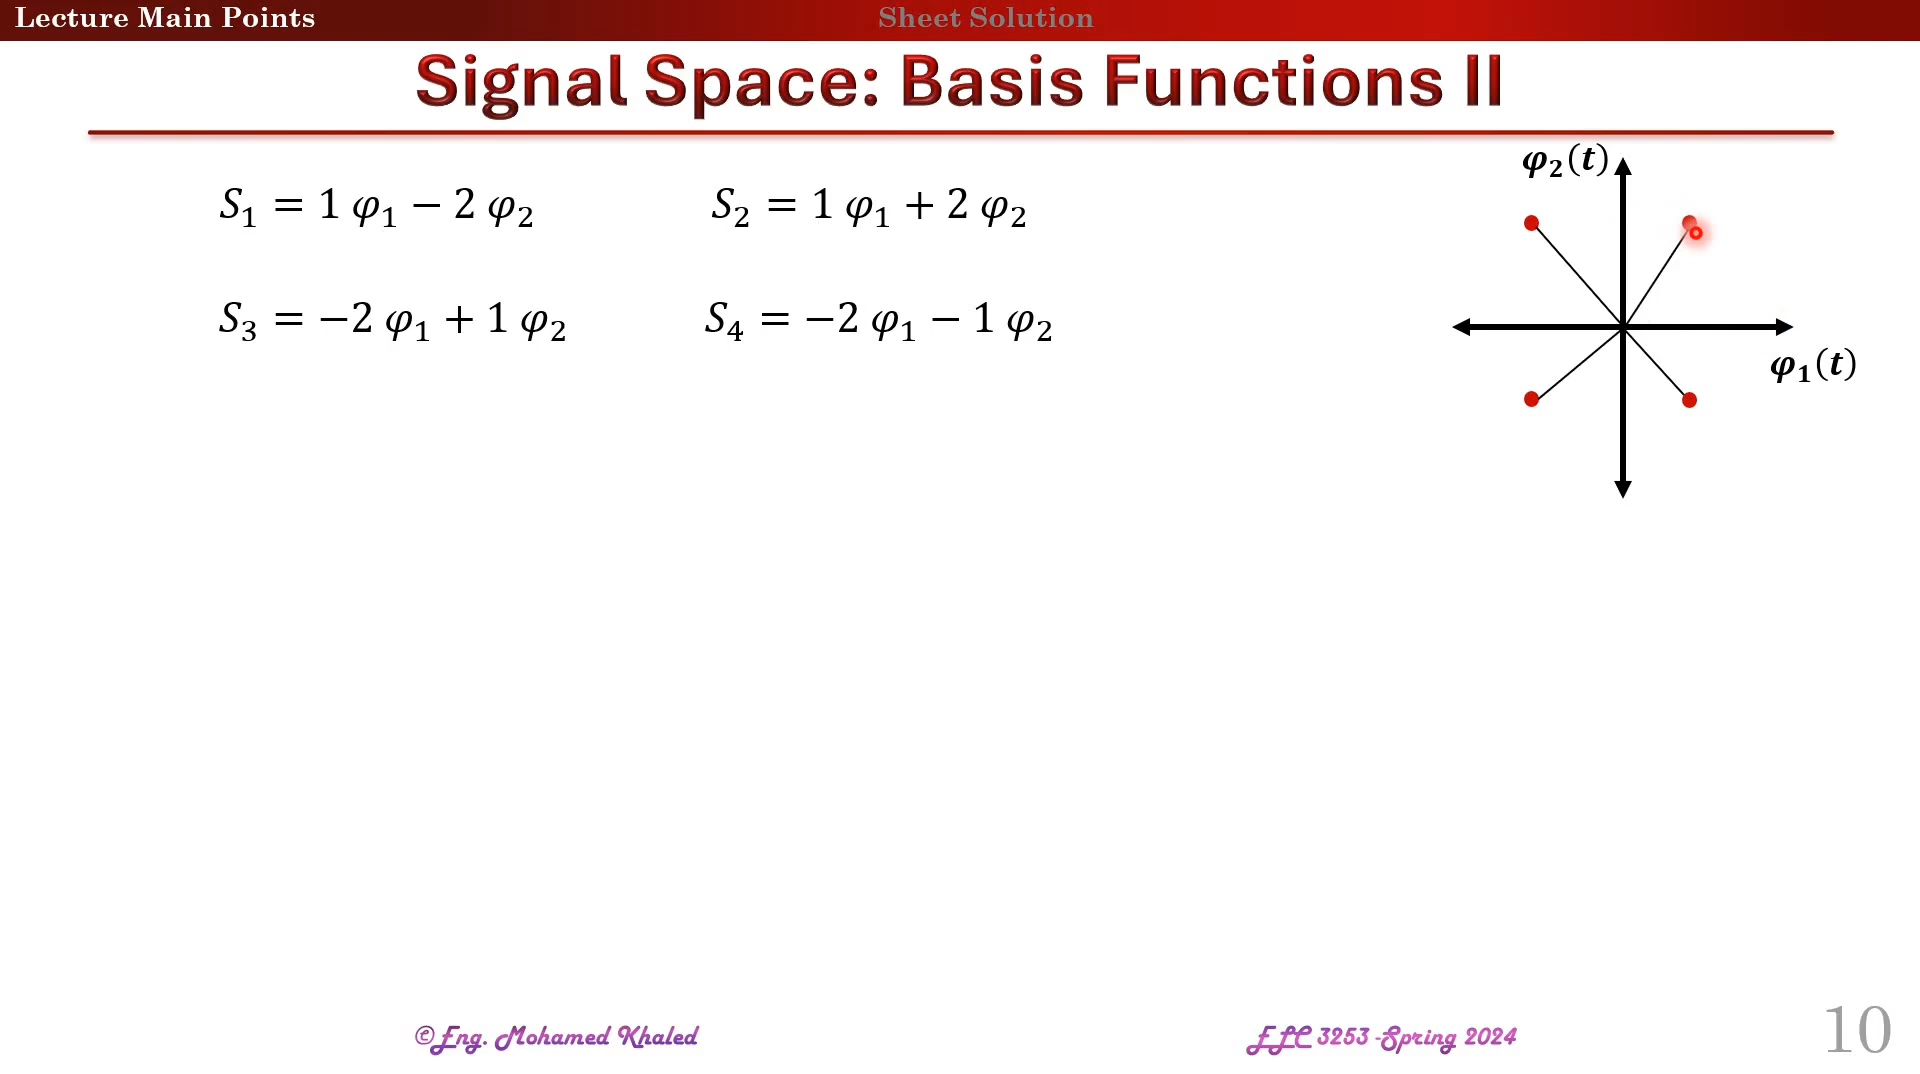 Lecture Main Points Sheet Solution
Signal Space: Basis Functions II
S₁ = 1 φ₁ − 2 φ₂ S₂ = 1 φ₁ + 2 φ₂
S₃ = −2 φ₁ + 1 φ₂ S₄ = −2 φ₁ − 1 φ₂
φ₂(t)
φ₁(t)
©Eng. Mohamed Khaled ELC 3253 -Spring 2024 10